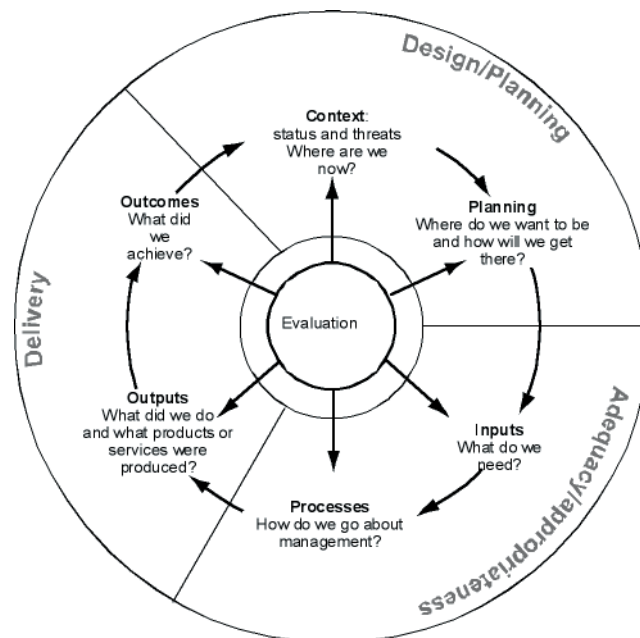 Design/Planning
Context:
status and threats
Where are we
now?
Planning
Where do we want to be
and how will we get
there?
Outcomes
What did
we
achieve?
Delivery
Evaluation
Outputs
What did we do
and what products or
services were
produced?
Inputs
What do we
need?
Processes
How do we go about
management?
Adequacy/appropriateness